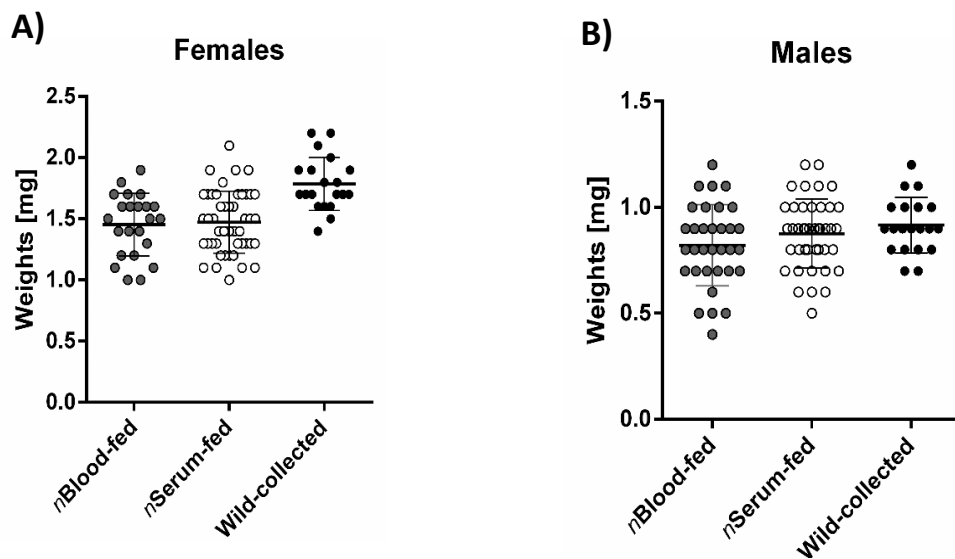 A)
Females
Weights [mg]
2.5
2.0
1.5
1.0
0.5
0.0
nBlood-fed
nSerum-fed
Wild-collected
B)
Males
Weights [mg]
1.5
1.0
0.5
0.0
nBlood-fed
nSerum-fed
Wild-collected